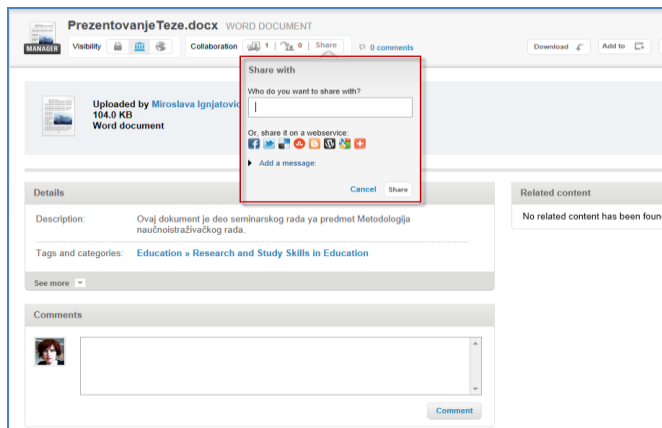 PrezentovanjeTeze.docx WORD DOCUMENT
MANAGER
Visibility
Collaboration 1 | 0 | Share
0 comments
Download
Add to
Share with
Who do you want to share with?
Or, share it on a webservice:
Add a message:
Cancel Share
Uploaded by Miroslava Ignjatovic
104.0 KB
Word document
Details
Description: Ovaj dokument je deo seminarskog rada ya predmet Metodologija
naučnoistraživačkog rada.
Tags and categories: Education » Research and Study Skills in Education
See more
Related content
No related content has been foun
Comments
Comment